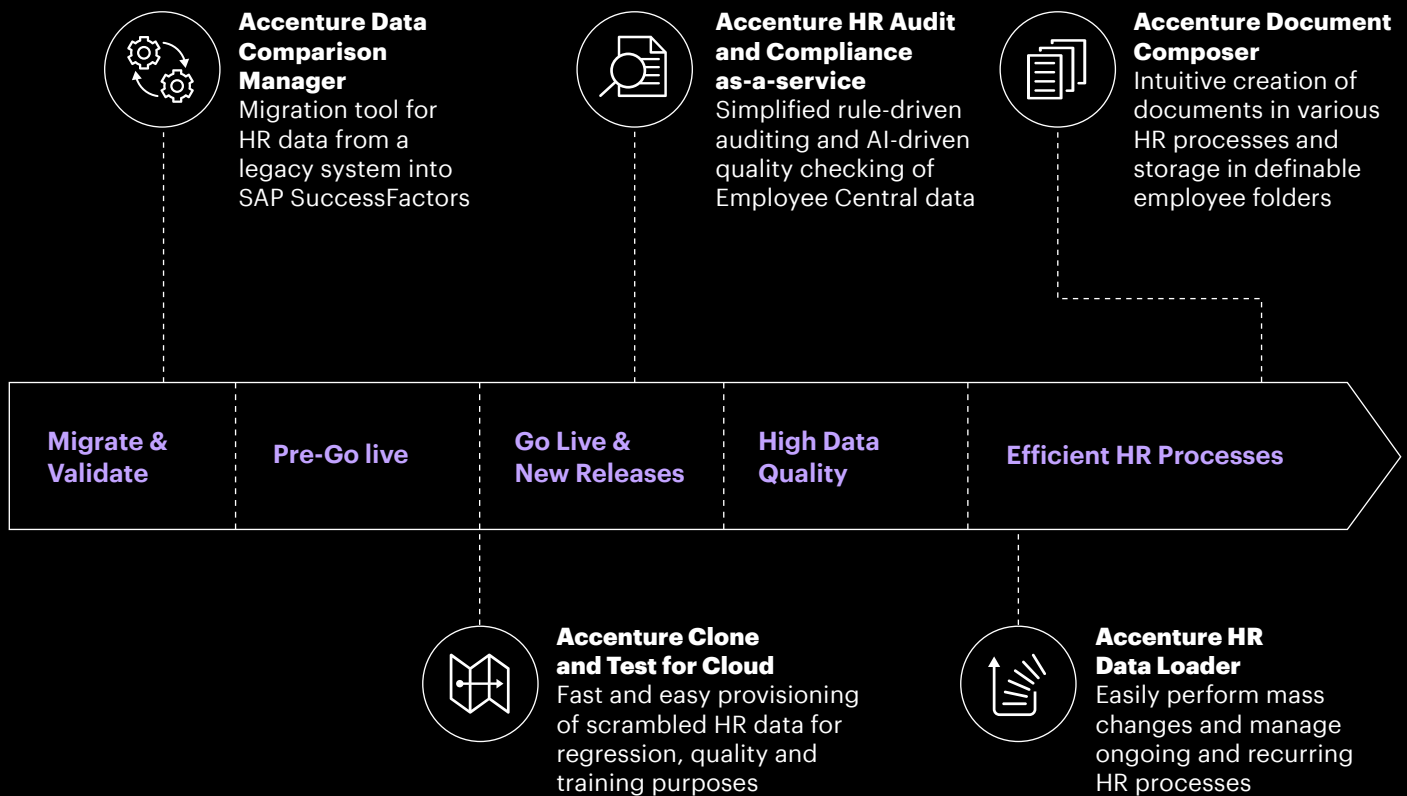 Accenture Data
Comparison
Manager
Migration tool for
HR data from a
legacy system into
SAP SuccessFactors
Accenture HR Audit
and Compliance
as-a-service
Simplified rule-driven
auditing and AI-driven
quality checking of
Employee Central data
Accenture Document
Composer
Intuitive creation of
documents in various
HR processes and
storage in definable
employee folders
Migrate &
Validate
Pre-Go live
Go Live &
New Releases
High Data
Quality
Efficient HR Processes
Accenture Clone
and Test for Cloud
Fast and easy provisioning
of scrambled HR data for
regression, quality and
training purposes
Accenture HR
Data Loader
Easily perform mass
changes and manage
ongoing and recurring
HR processes